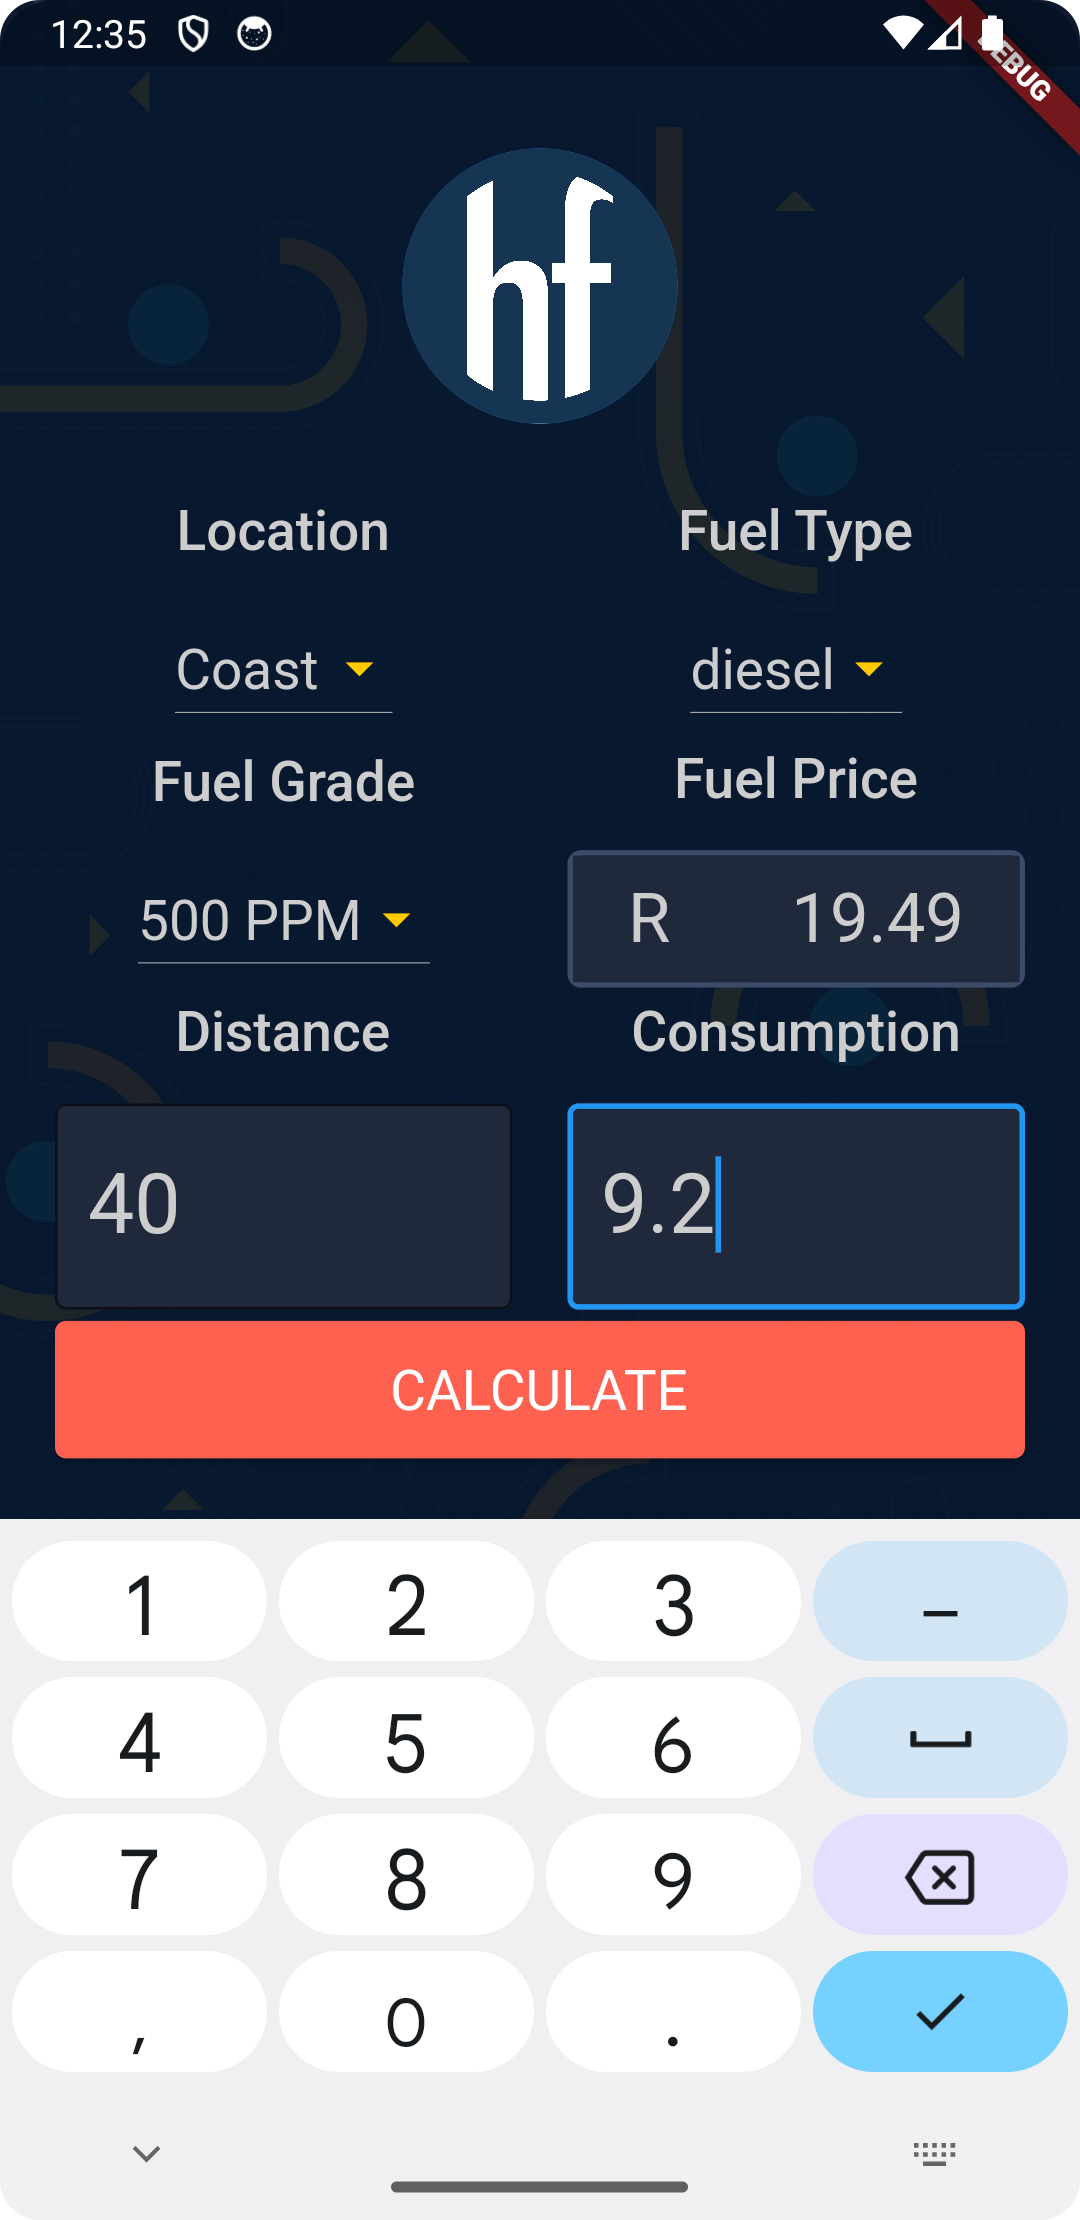 12:35
DEBUG
hf
Location
Fuel Type
Coast
diesel
Fuel Grade
Fuel Price
500 PPM
R 19.49
Distance
Consumption
40
9.2
CALCULATE
1 2 3 –
4 5 6
7 8 9
, 0 .